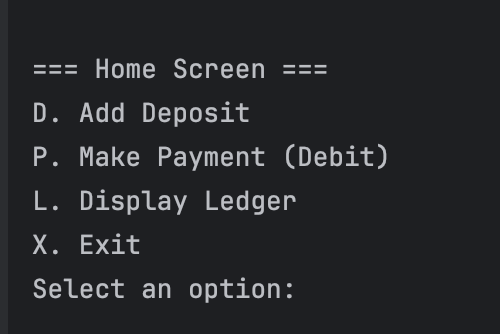 === Home Screen ===
D. Add Deposit
P. Make Payment (Debit)
L. Display Ledger
X. Exit
Select an option: